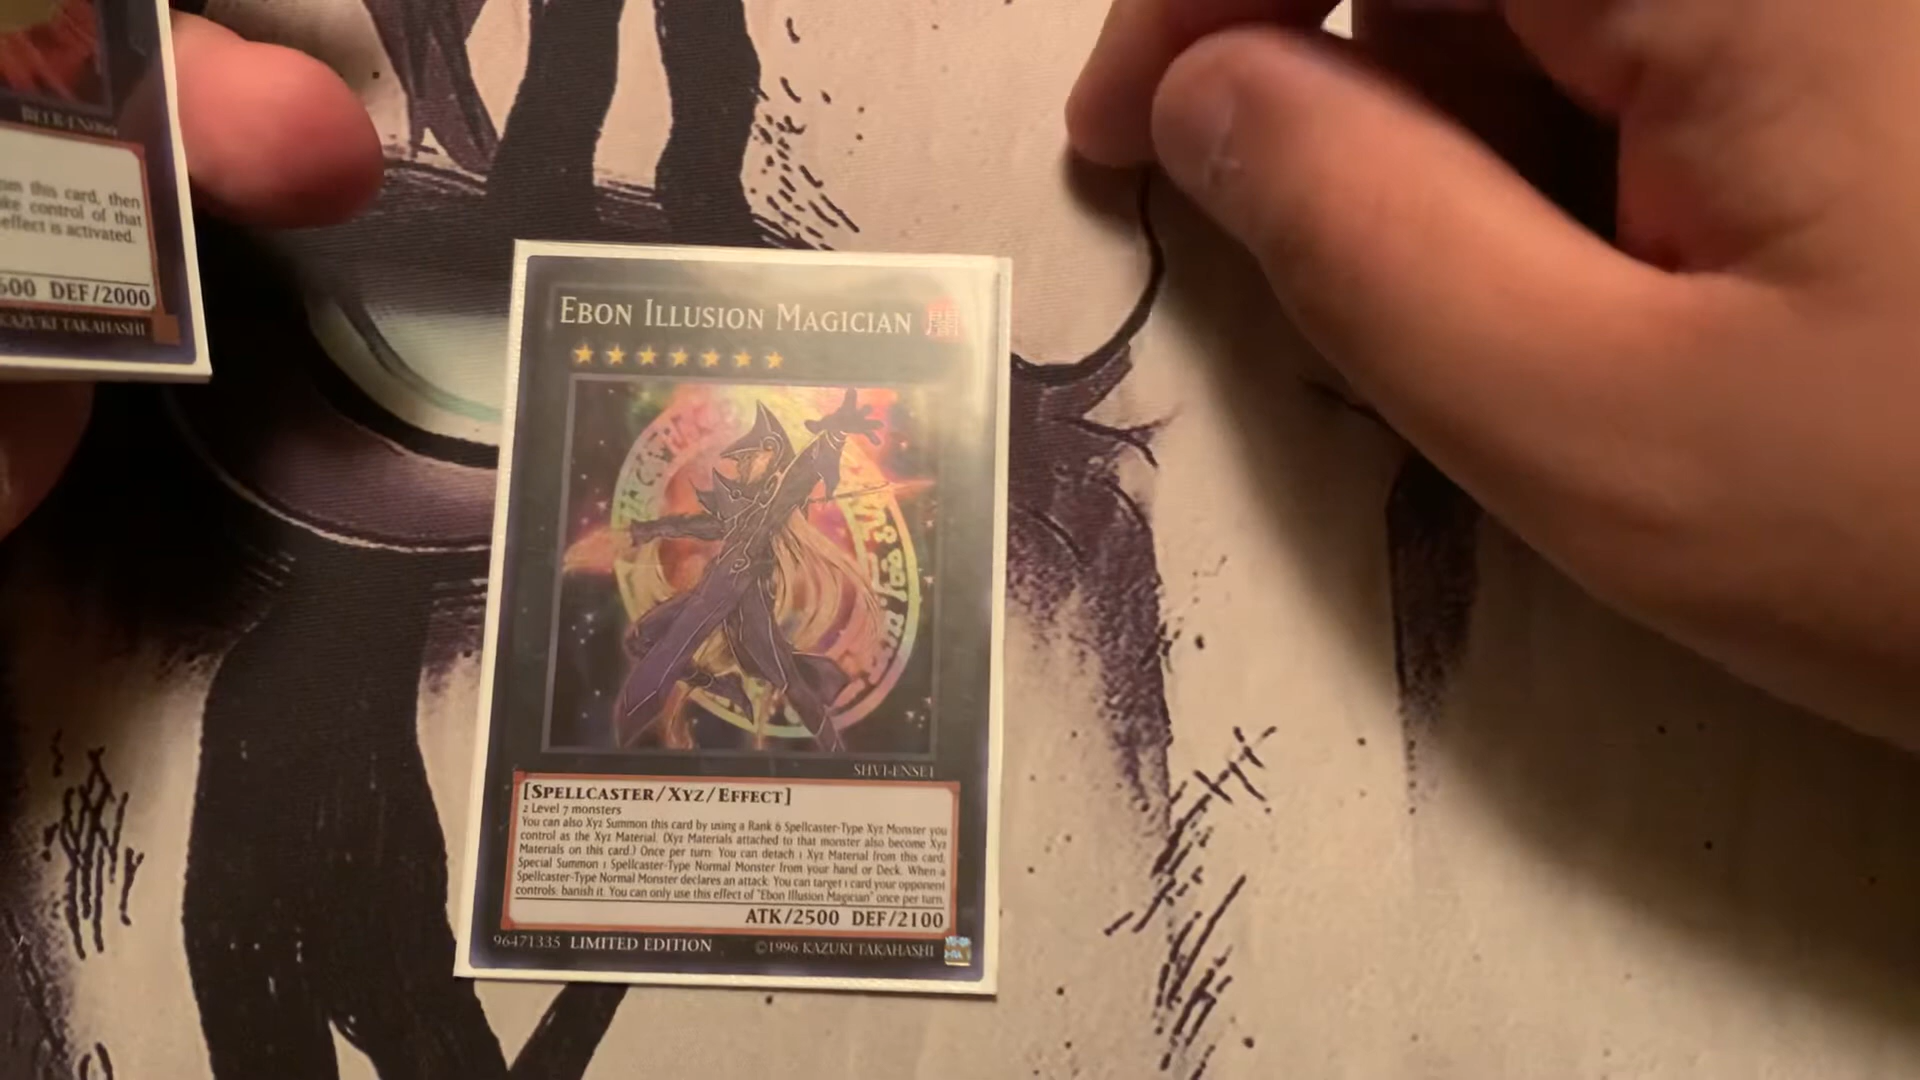 EBON ILLUSION MAGICIAN
SHVI-ENSE1
[SPELLCASTER/XYZ/EFFECT]
2 Level 7 monsters
You can also Xyz Summon this card by using a Rank 6 Spellcaster-Type Xyz Monster you
control as the Xyz Material. (Xyz Materials attached to that monster also become Xyz
Materials on this card.) Once per turn: You can detach 1 Xyz Material from this card;
Special Summon 1 Spellcaster-Type Normal Monster from your hand or Deck. When a
Spellcaster-Type Normal Monster declares an attack: You can target 1 card your opponent
controls; banish it. You can only use this effect of "Ebon Illusion Magician" once per turn.
ATK/2500 DEF/2100
96471335 LIMITED EDITION ©1996 KAZUKI TAKAHASHI
this card, then
control of that
effect is activated.
DEF/2000
KAZUKI TAKAHASHI